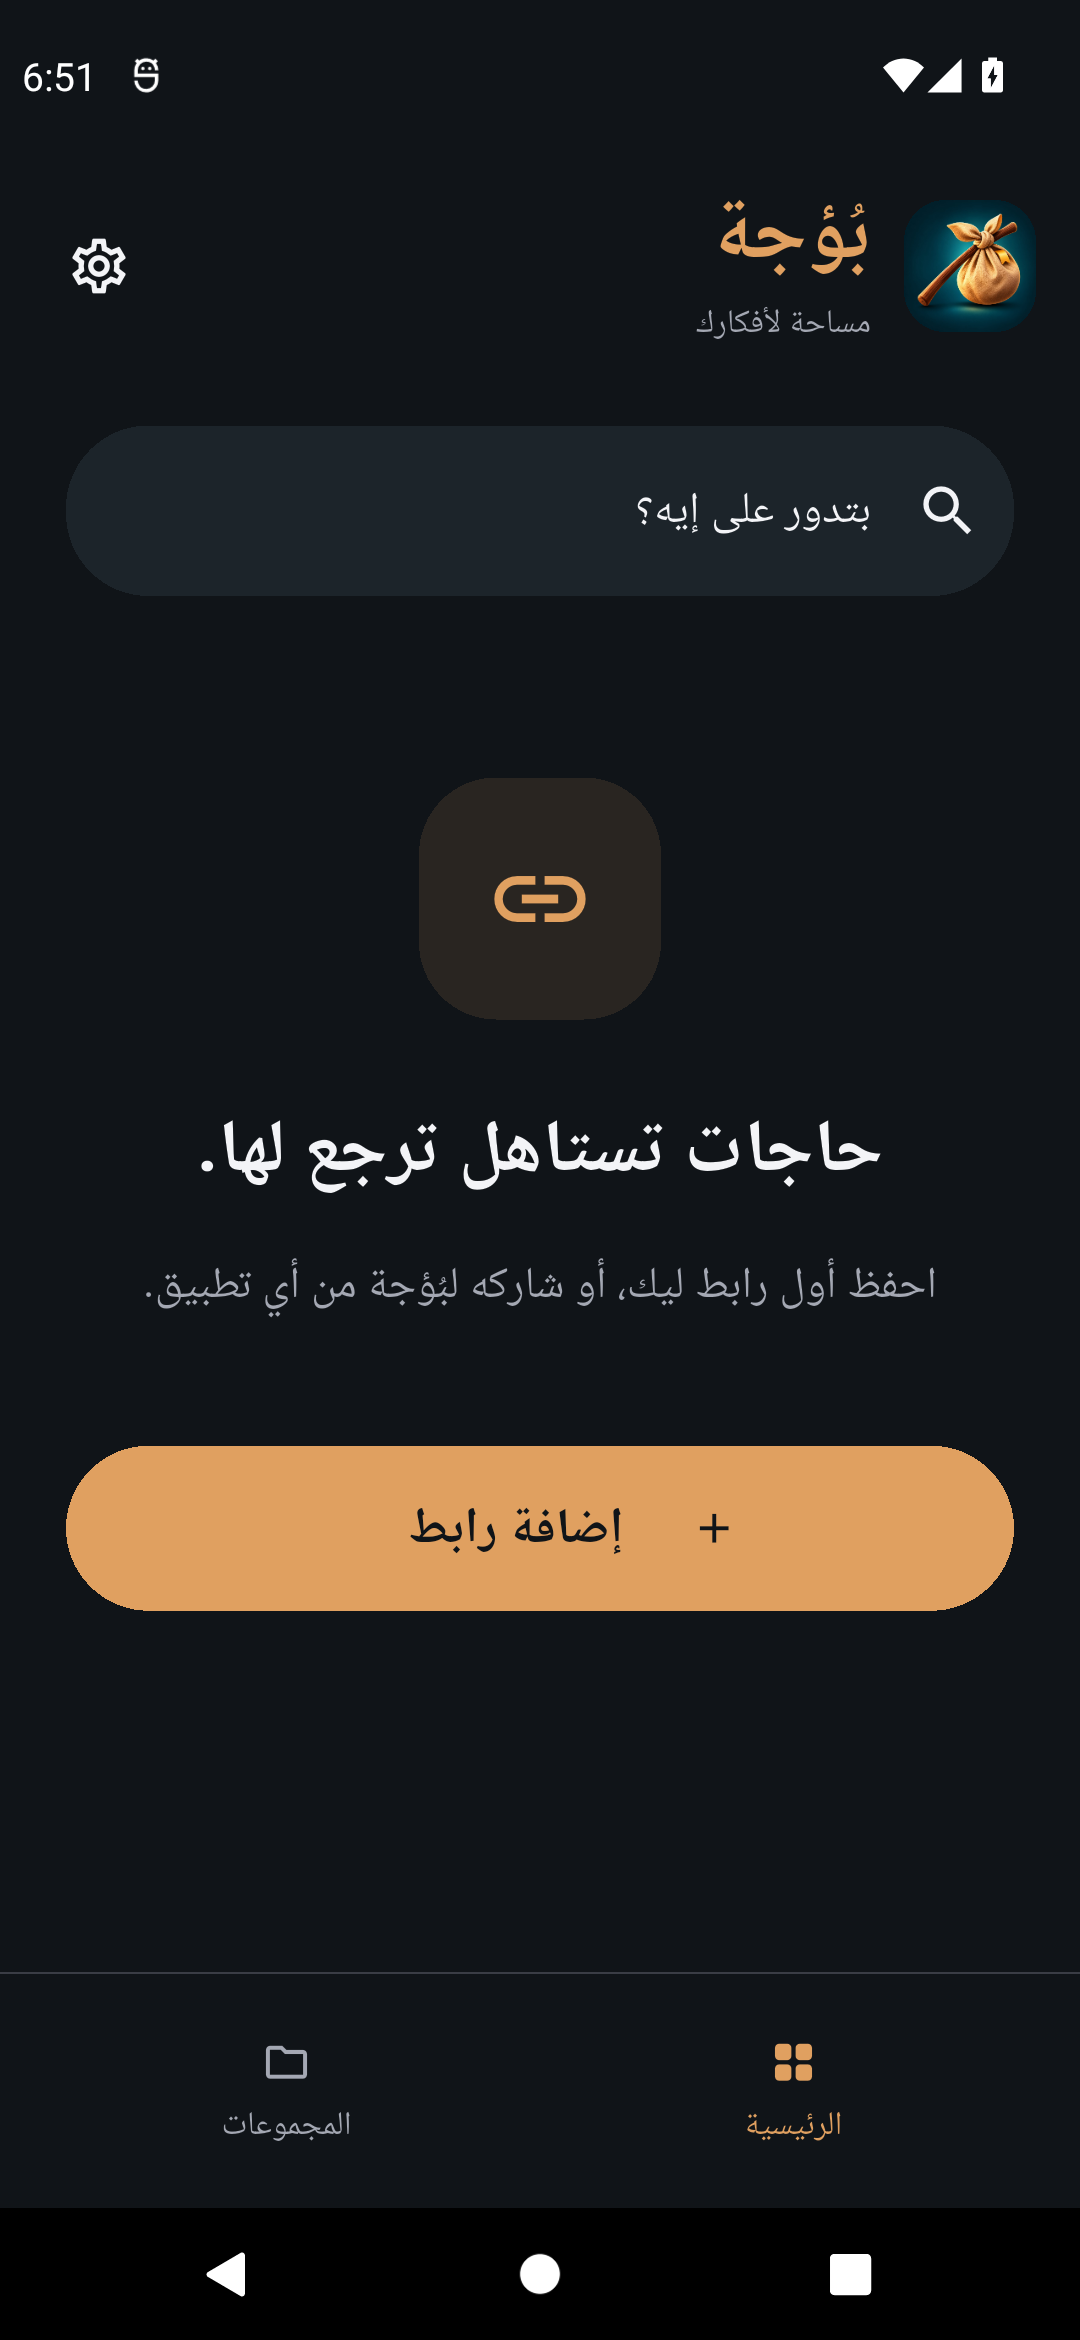 6:51
بُؤجة
مساحة لأفكارك
بتدور على إيه؟
حاجات تستاهل ترجع لها.
احفظ أول رابط ليك، أو شاركه لبُؤجة من أي تطبيق.
إضافة رابط
الرئيسية
المجموعات